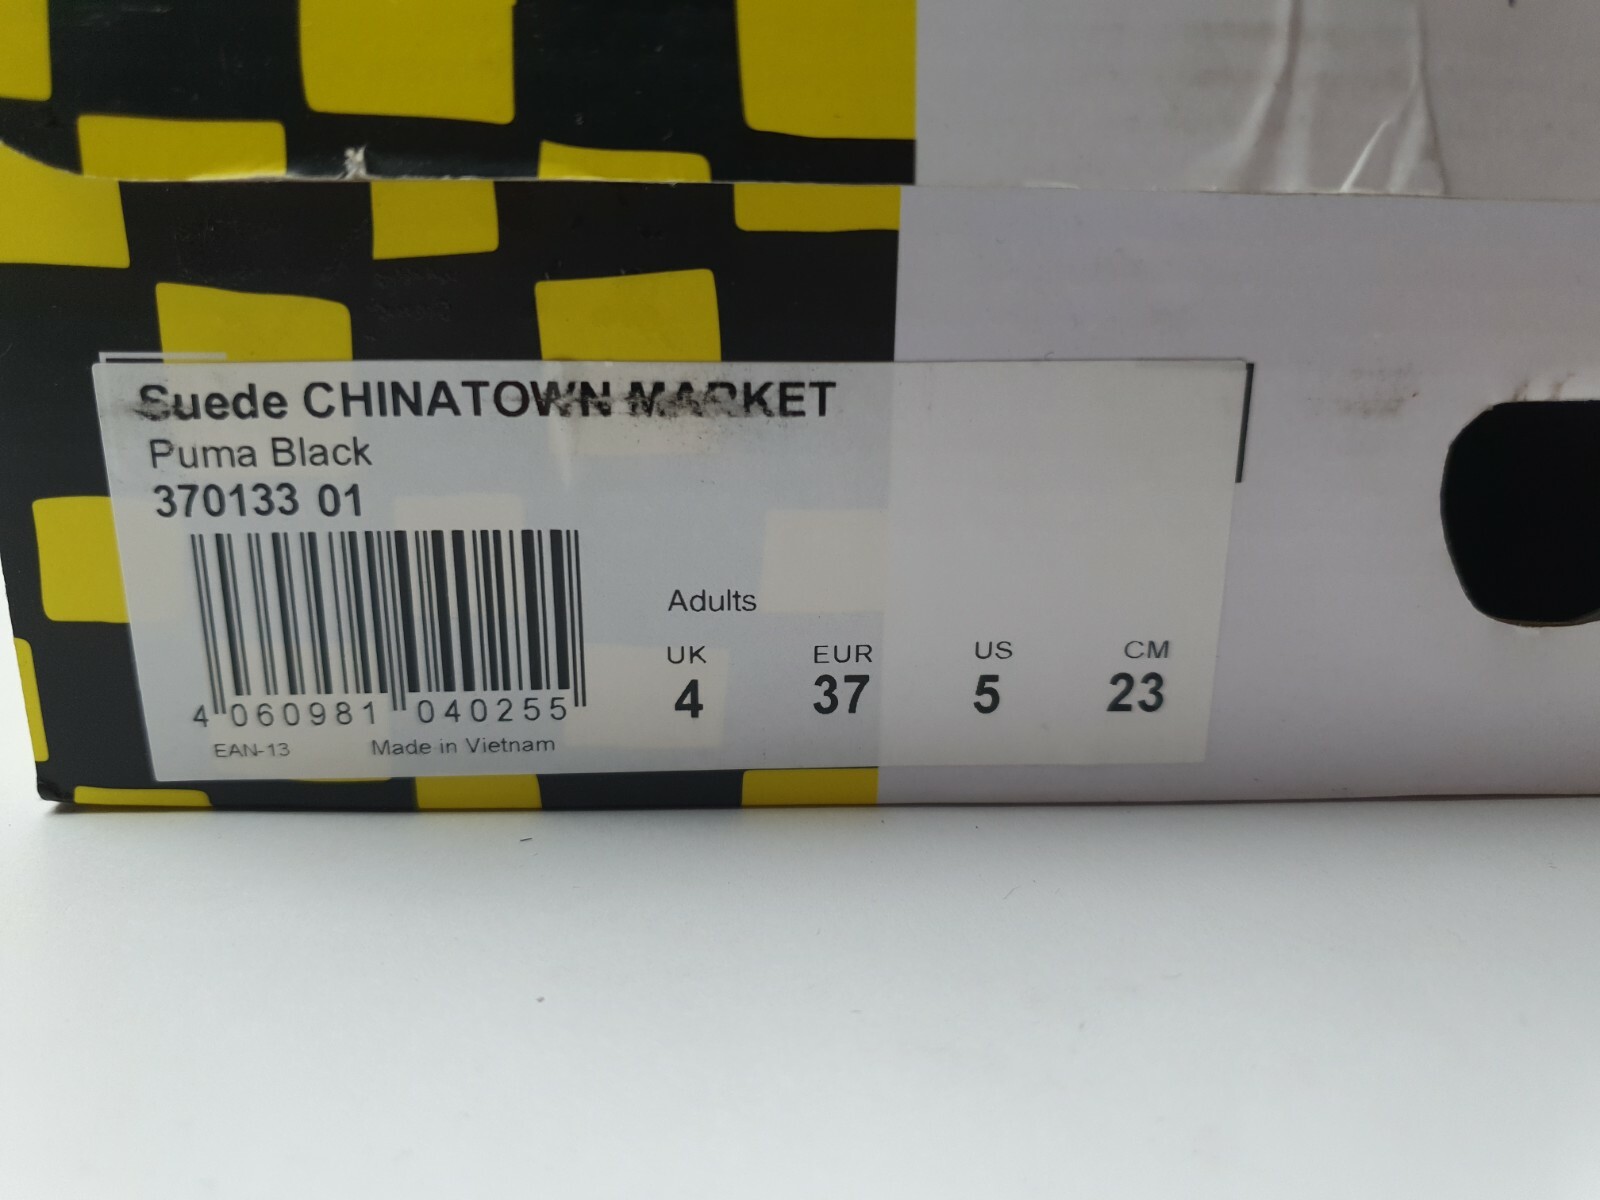 Suede CHINATOWN MARKET
Puma Black
370133 01
4 060981 040255
EAN-13 Made in Vietnam
Adults
UK EUR US CM
4 37 5 23